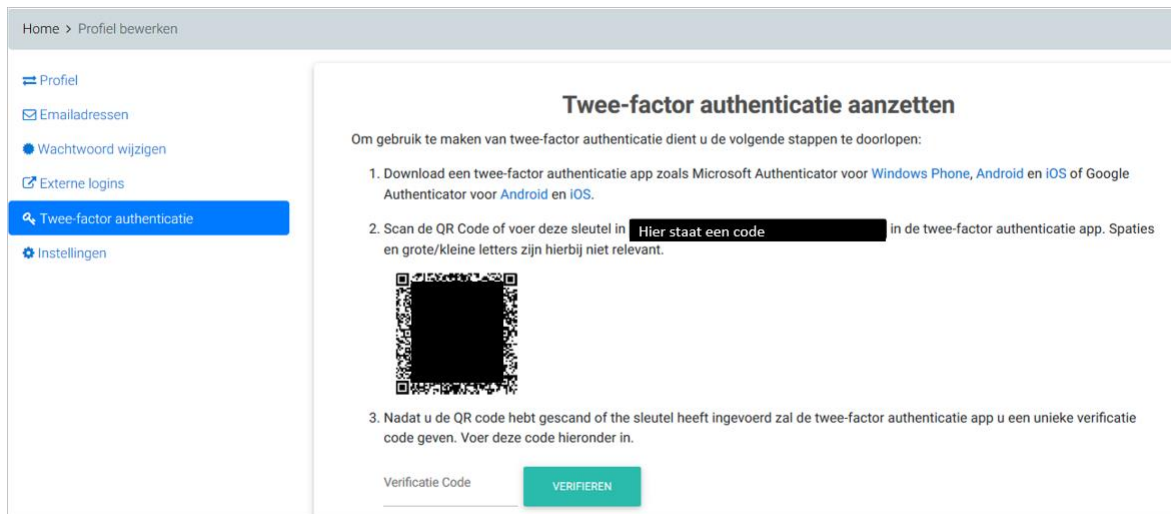 Home > Profiel bewerken
Profiel
Emailadressen
Wachtwoord wijzigen
Externe logins
Twee-factor authenticatie
Instellingen
Twee-factor authenticatie aanzetten
Om gebruik te maken van twee-factor authenticatie dient u de volgende stappen te doorlopen:
1. Download een twee-factor authenticatie app zoals Microsoft Authenticator voor Windows Phone, Android en iOS of Google
Authenticator voor Android en iOS.
2. Scan de QR Code of voer deze sleutel in Hier staat een code in de twee-factor authenticatie app. Spaties
en grote/kleine letters zijn hierbij niet relevant.
3. Nadat u de QR code hebt gescand of the sleutel heeft ingevoerd zal de twee-factor authenticatie app u een unieke verificatie
code geven. Voer deze code hieronder in.
Verificatie Code
VERIFIEREN